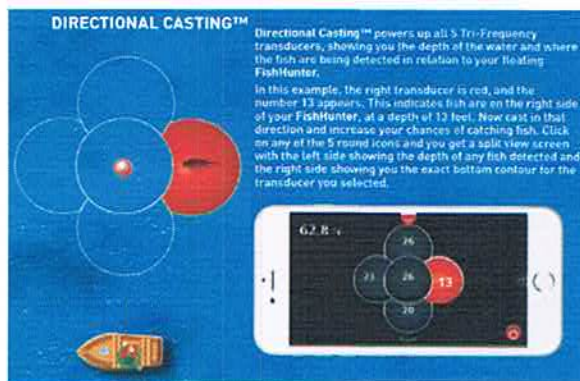 DIRECTIONAL CASTING™
Directional Casting™ powers up all 5 Tri-Frequency
transducers, showing you the depth of the water and where
the fish are being detected in relation to your floating
FishHunter.
In this example, the right transducer is red, and the
number 13 appears. This indicates fish are on the right side
of your FishHunter, at a depth of 13 feet. Now cast in that
direction and increase your chances of catching fish. Click
on any of the 5 round icons and you get a split view screen
with the left side showing the depth of any fish detected and
the right side showing you the exact bottom contour for the
transducer you selected.
62.8
26
23
26
13
20